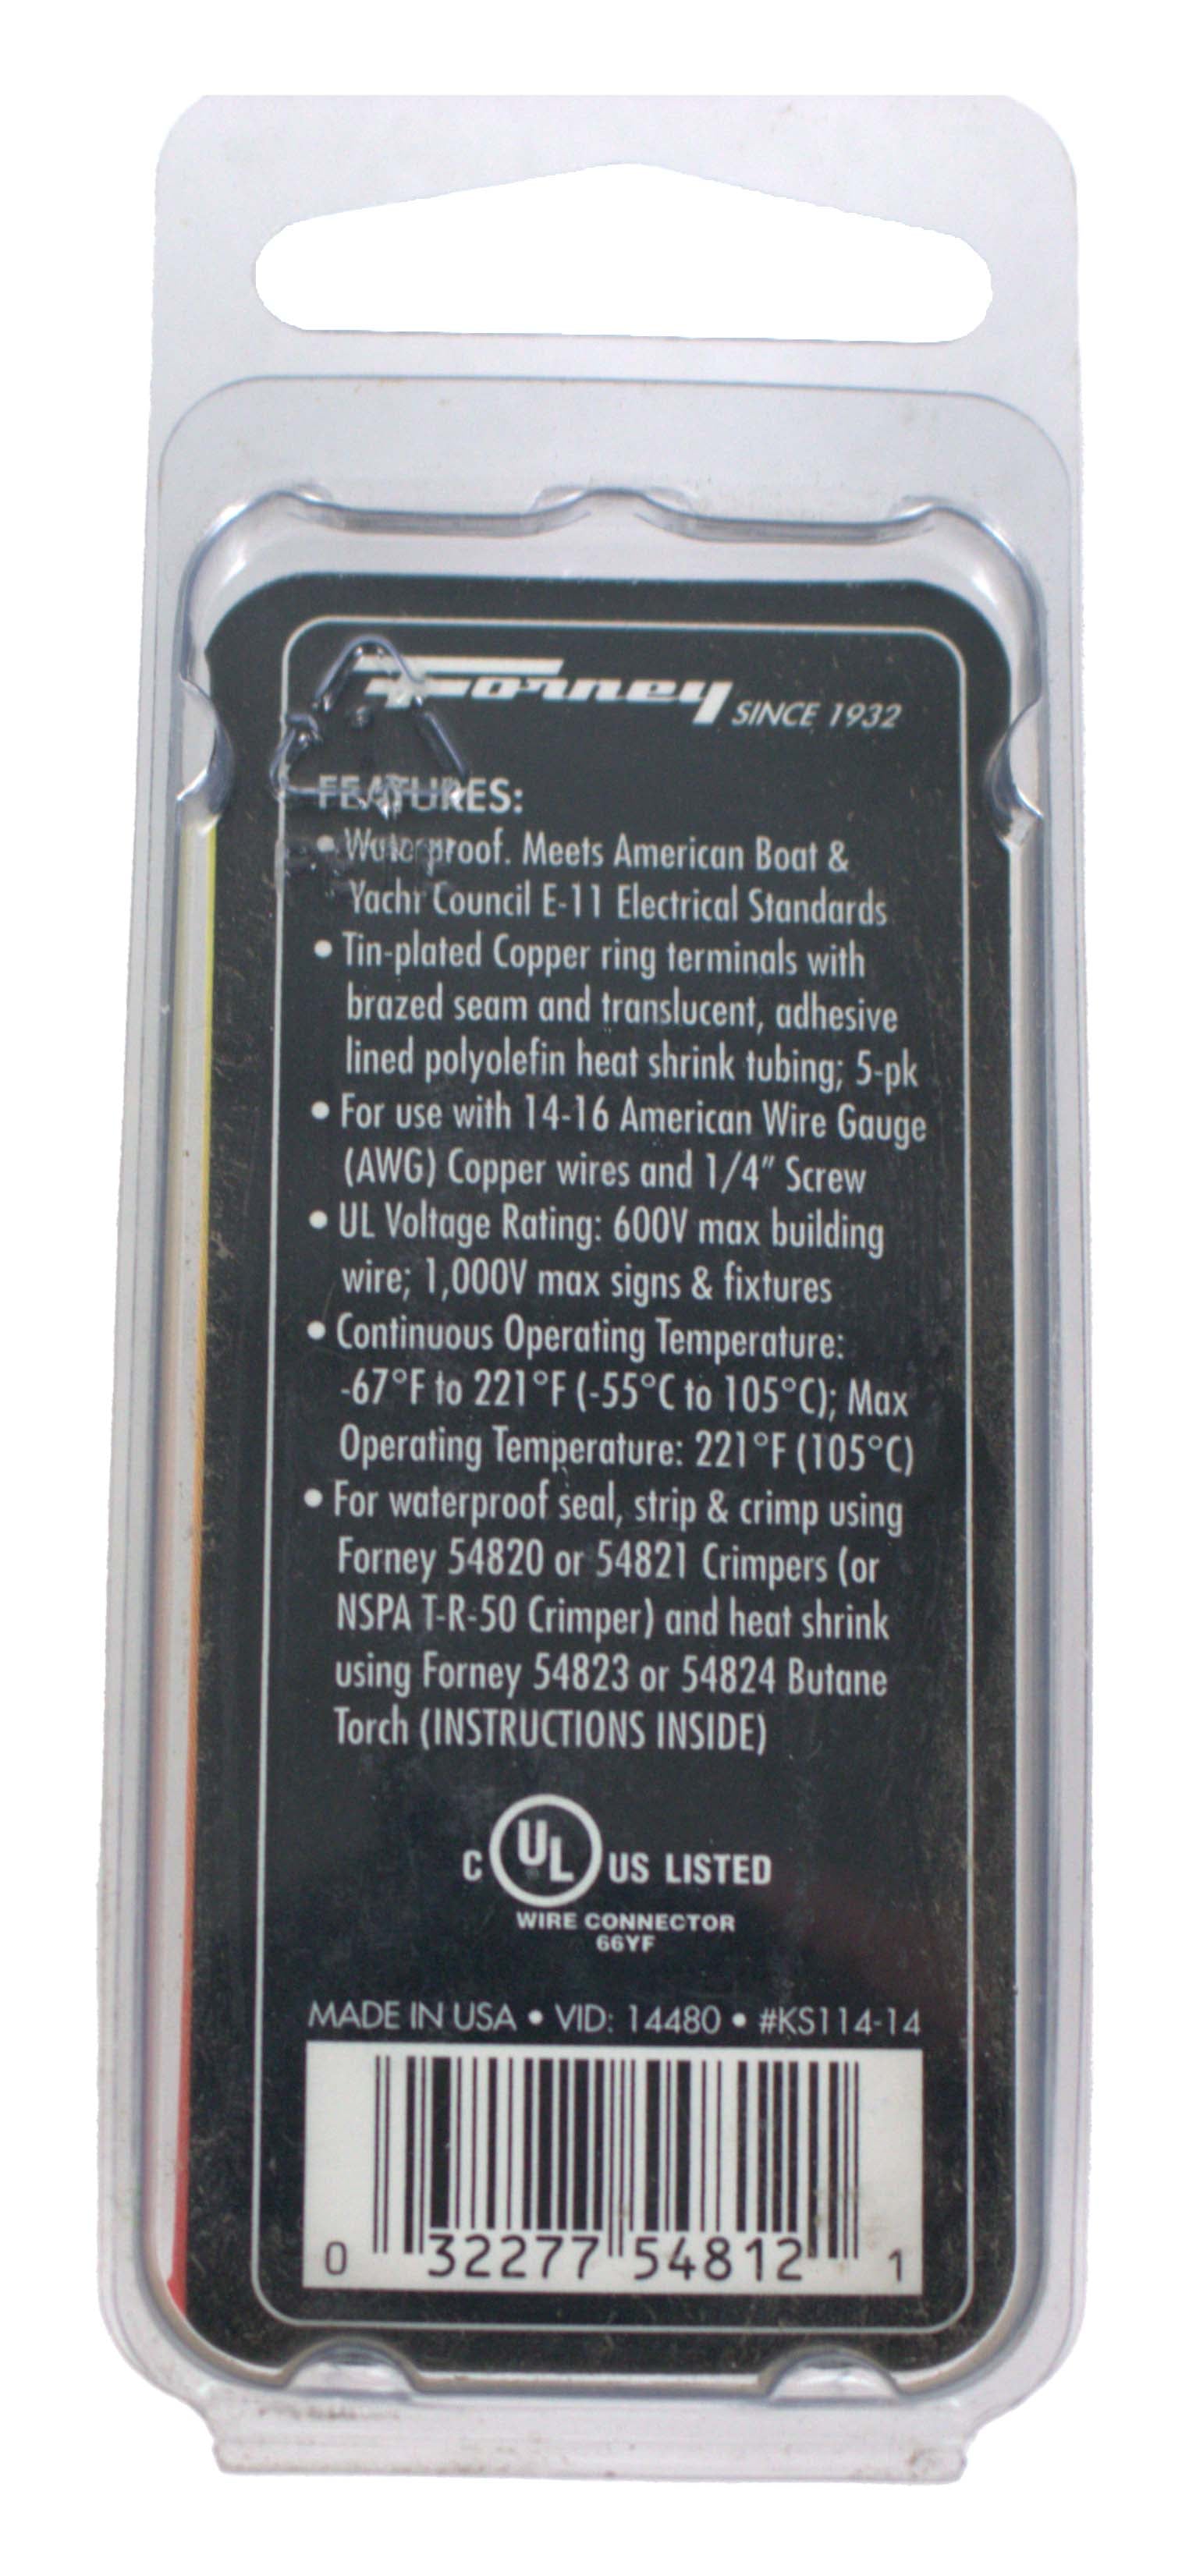 Forney SINCE 1932
FEATURES:
• Waterproof. Meets American Boat &
Yacht Council E-11 Electrical Standards
• Tin-plated Copper ring terminals with
brazed seam and translucent, adhesive
lined polyolefin heat shrink tubing; 5-pk
• For use with 14-16 American Wire Gauge
(AWG) Copper wires and 1/4" Screw
• UL Voltage Rating: 600V max building
wire; 1,000V max signs & fixtures
• Continuous Operating Temperature:
-67°F to 221°F (-55°C to 105°C); Max
Operating Temperature: 221°F (105°C)
• For waterproof seal, strip & crimp using
Forney 54820 or 54821 Crimpers (or
NSPA T-R-50 Crimper) and heat shrink
using Forney 54823 or 54824 Butane
Torch (INSTRUCTIONS INSIDE)
C UL US LISTED
WIRE CONNECTOR
66YF
MADE IN USA • VID: 14480 • #KS114-14
0 32277 54812 1